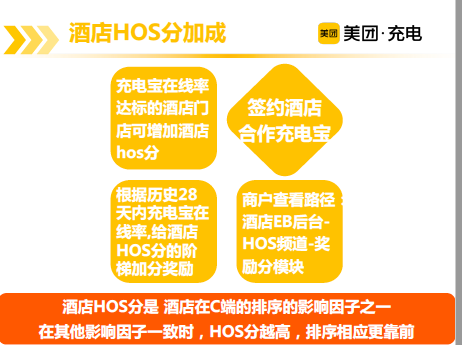 酒店HOS分加成
美团 美团·充电
充电宝在线率
达标的酒店门
店可增加酒店
hos分
签约酒店
合作充电宝
根据历史28
天内充电宝在
线率,给酒店
HOS分的阶
梯加分奖励
商户查看路径：
酒店EB后台-
HOS频道-奖
励分模块
酒店HOS分是 酒店在C端的排序的影响因子之一
在其他影响因子一致时，HOS分越高，排序相应更靠前